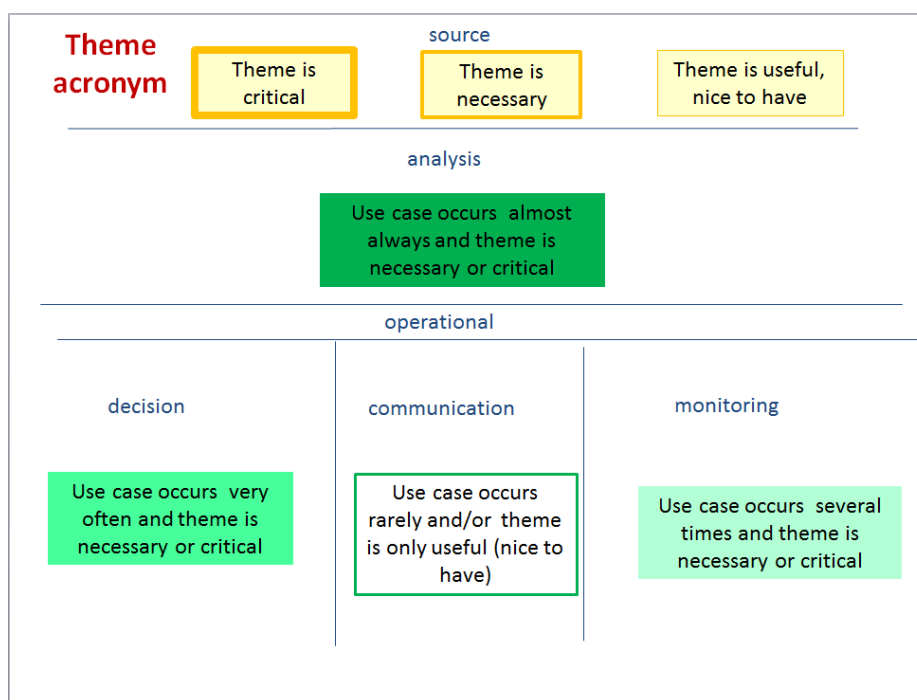 Theme
acronym
source
Theme is
critical
Theme is
necessary
Theme is useful,
nice to have
analysis
Use case occurs almost
always and theme is
necessary or critical
operational
decision
communication
monitoring
Use case occurs very
often and theme is
necessary or critical
Use case occurs
rarely and/or theme
is only useful (nice to
have)
Use case occurs several
times and theme is
necessary or critical